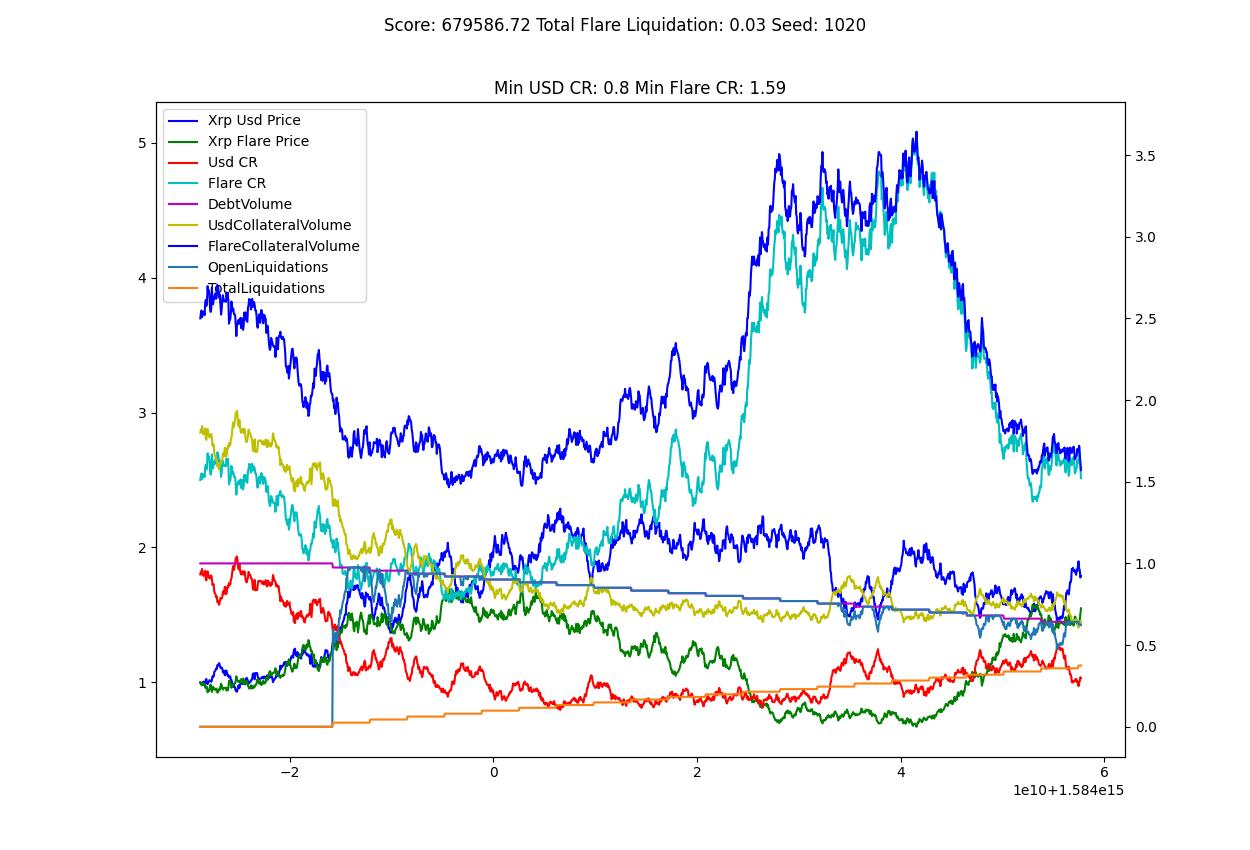 Score: 679586.72 Total Flare Liquidation: 0.03 Seed: 1020
Min USD CR: 0.8 Min Flare CR: 1.59
Xrp Usd Price
Xrp Flare Price
Usd CR
Flare CR
DebtVolume
UsdCollateralVolume
FlareCollateralVolume
OpenLiquidations
TotalLiquidations
5
4
3
2
1
3.5
3.0
2.5
2.0
1.5
1.0
0.5
0.0
−2 0 2 4 6
1e10+1.584e15